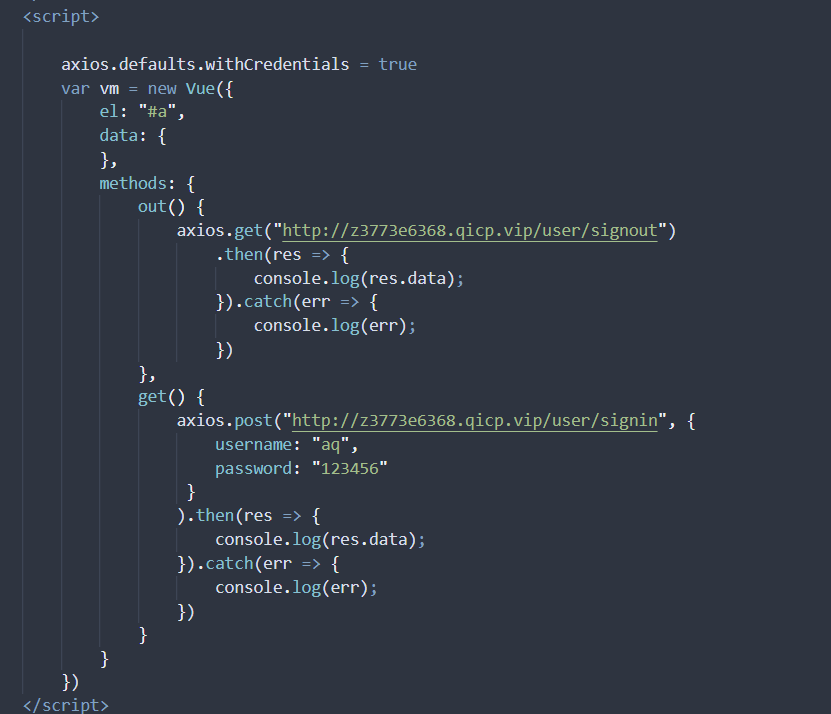 <script>
axios.defaults.withCredentials = true
var vm = new Vue({
el: "#a",
data: {
},
methods: {
out() {
axios.get("http://z3773e6368.qicp.vip/user/signout")
.then(res => {
console.log(res.data);
}).catch(err => {
console.log(err);
})
},
get() {
axios.post("http://z3773e6368.qicp.vip/user/signin", {
username: "aq",
password: "123456"
}
).then(res => {
console.log(res.data);
}).catch(err => {
console.log(err);
})
}
}
})
</script>